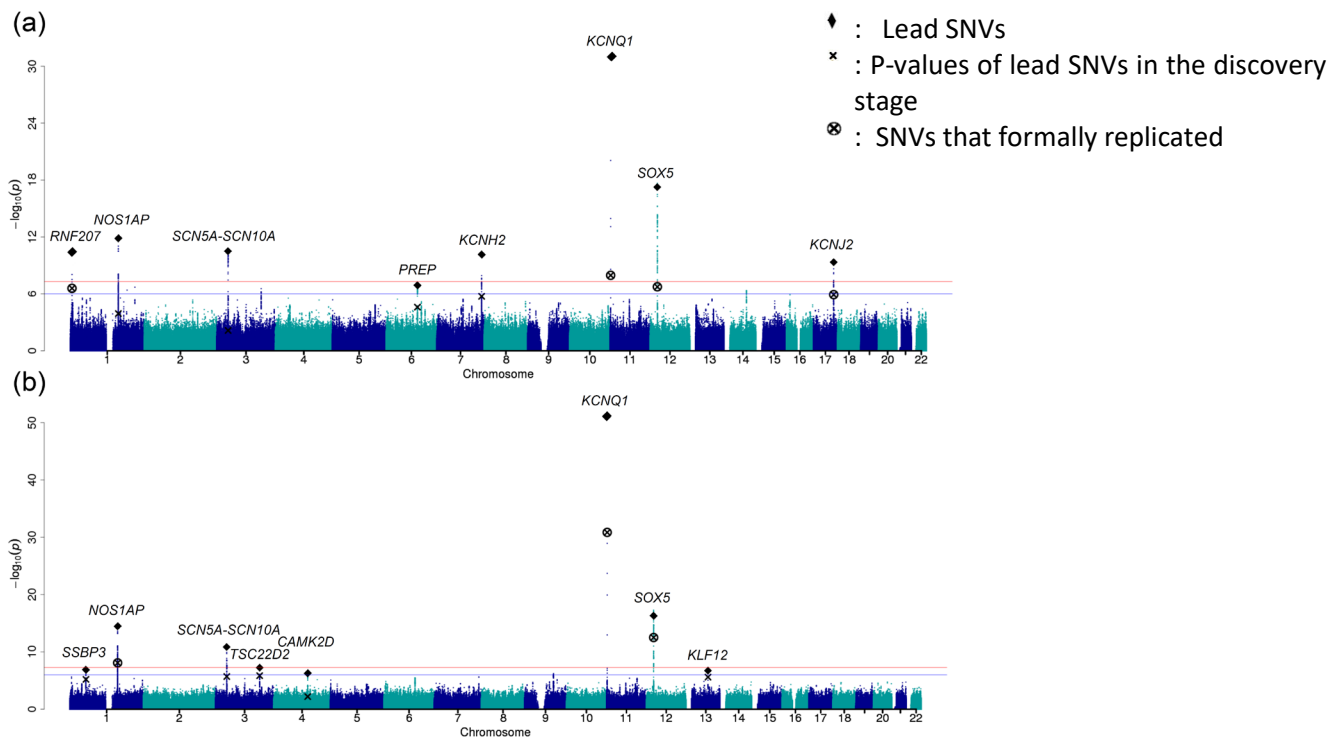 (a)
♦ : Lead SNVs
× : P-values of lead SNVs in the discovery
stage
⊗ : SNVs that formally replicated
KCNQ1
SOX5
NOS1AP
RNF207
SCN5A-SCN10A
KCNH2
KCNJ2
PREP
−log10(p)
30
24
18
12
6
0
1 2 3 4 5 6 7 8 9 10 11 12 13 14 15 16 17 18 20 22
Chromosome
(b)
KCNQ1
SOX5
NOS1AP
SCN5A-SCN10A
CAMK2D
SSBP3
TSC22D2
KLF12
−log10(p)
50
40
30
20
10
0
1 2 3 4 5 6 7 8 9 10 11 12 13 14 15 16 17 18 20 22
Chromosome